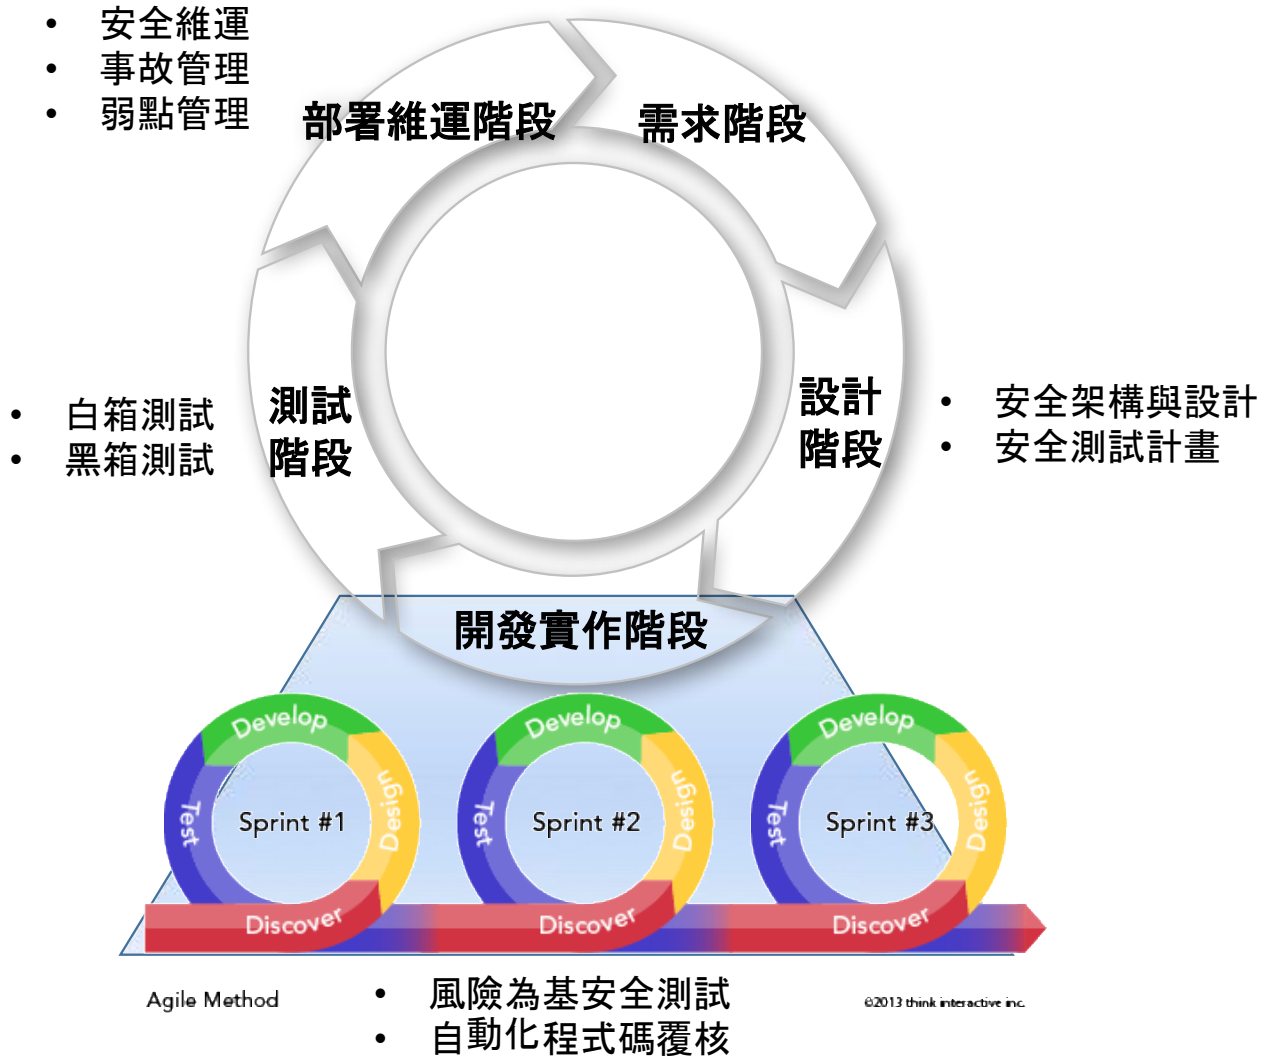 • 安全維運
• 事故管理
• 弱點管理
部署維運階段
需求階段
測試
階段
• 白箱測試
• 黑箱測試
設計
階段
• 安全架構與設計
• 安全測試計畫
開發實作階段
Develop
Design
Test
Sprint #1
Discover
Develop
Design
Test
Sprint #2
Discover
Develop
Design
Test
Sprint #3
Discover
Agile Method
• 風險為基安全測試
• 自動化程式碼覆核
©2013 think interactive inc.